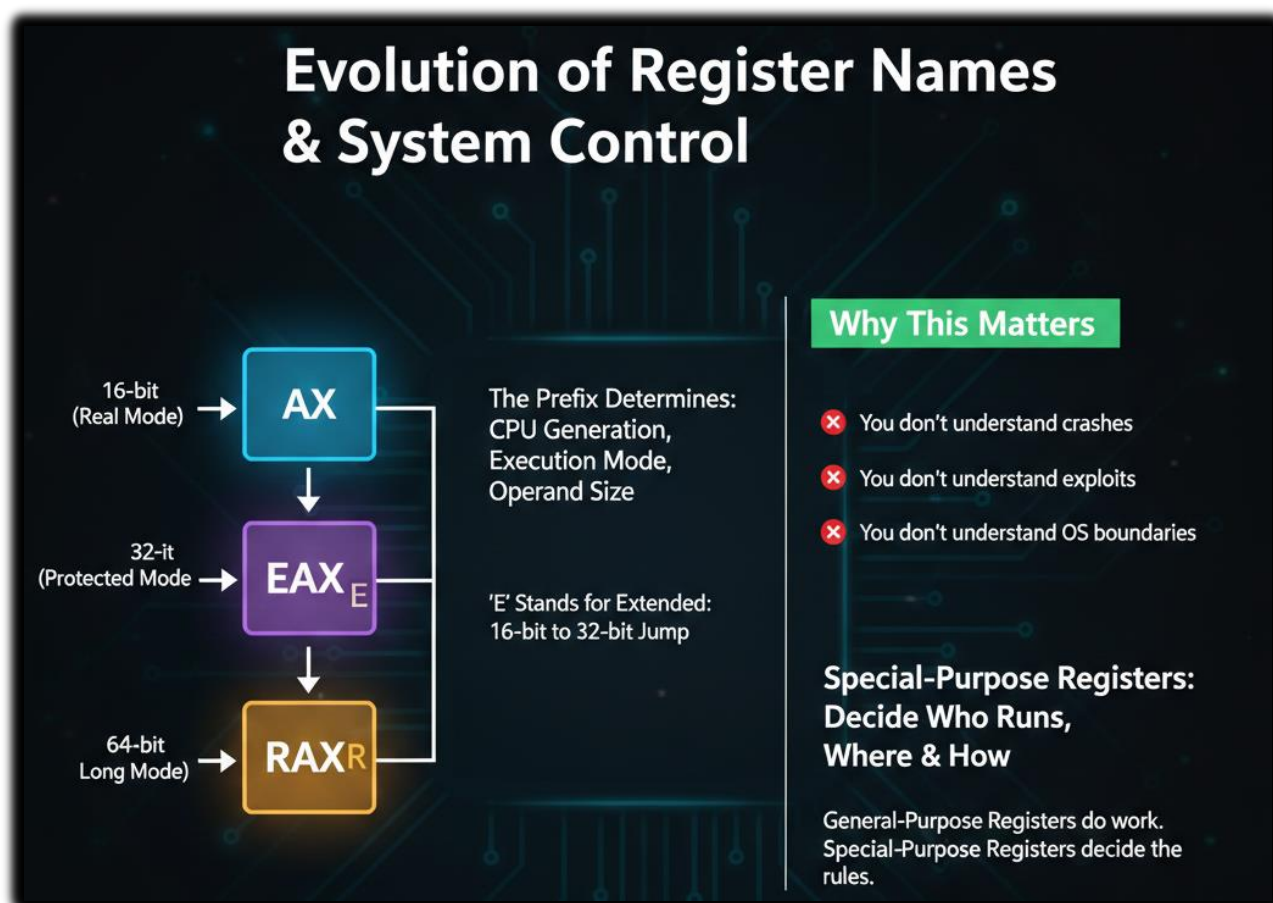 Evolution of Register Names
& System Control
16-bit
(Real Mode)
AX
32-it
(Protected Mode
EAX E
64-bit
Long Mode)
RAX R
The Prefix Determines:
CPU Generation,
Execution Mode,
Operand Size
'E' Stands for Extended:
16-bit to 32-bit Jump
Why This Matters
You don't understand crashes
You don't understand exploits
You don't understand OS boundaries
Special-Purpose Registers:
Decide Who Runs,
Where & How
General-Purpose Registers do work.
Special-Purpose Registers decide the
rules.